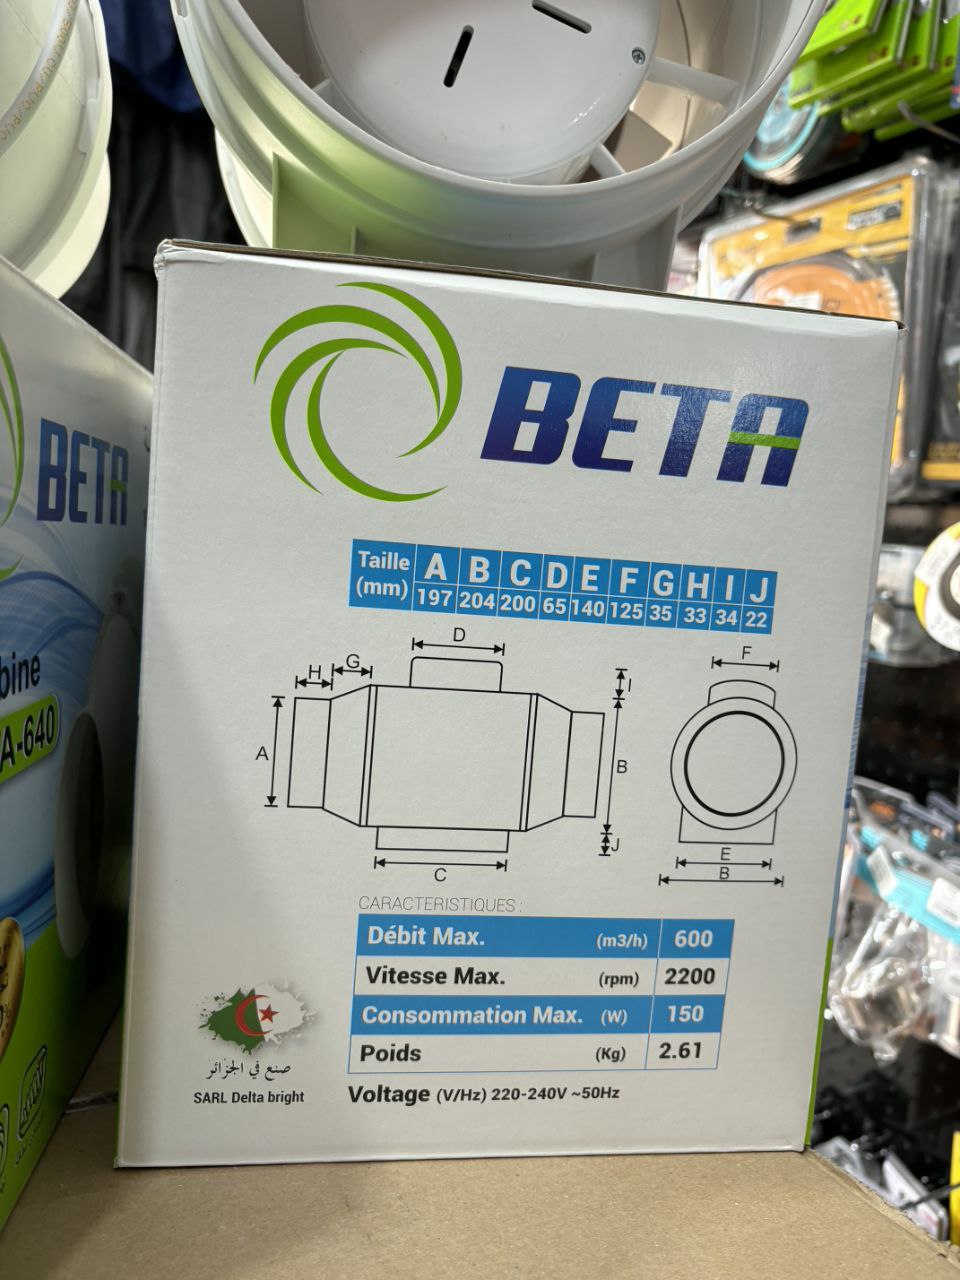 BETA
BETA
bine
A-640
Taille (mm) A B C D E F G H I J
197 204 200 65 140 125 35 33 34 22
D
H G
F
I
A
B
J
C
E
B
CARACTERISTIQUES :
Débit Max. (m3/h) 600
Vitesse Max. (rpm) 2200
Consommation Max. (W) 150
Poids (Kg) 2.61
Voltage (V/Hz) 220-240V ~50Hz
صنع في الجزائر
SARL Delta bright